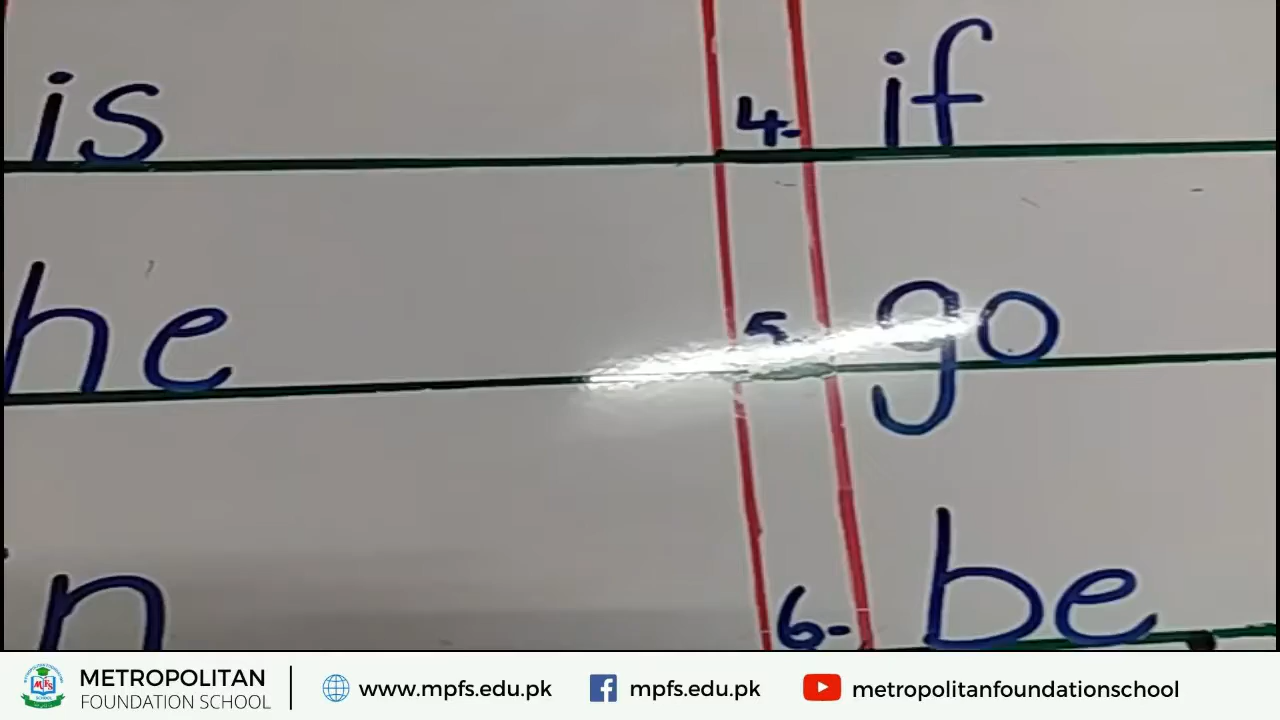 is 4. if
he 5. go
n 6- be
METROPOLITAN
FOUNDATION SCHOOL
www.mpfs.edu.pk
mpfs.edu.pk
metropolitanfoundationschool